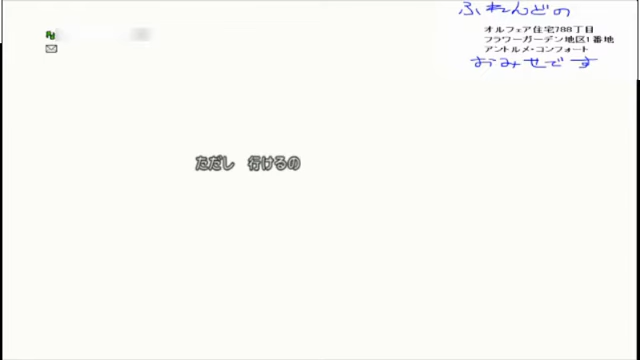 ふれんどの
オルフェア住宅788丁目
フラワーガーデン地区1番地
アントルメ・コンフォート
おみせです
ただし 行けるの